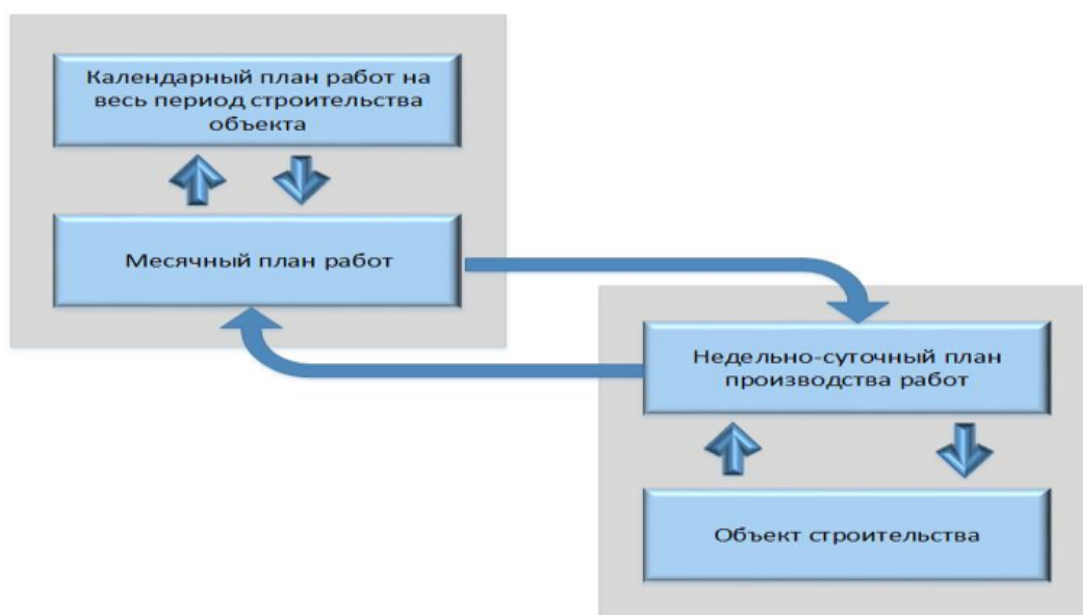 Календарный план работ на
весь период строительства
объекта
Месячный план работ
Недельно-суточный план
производства работ
Объект строительства